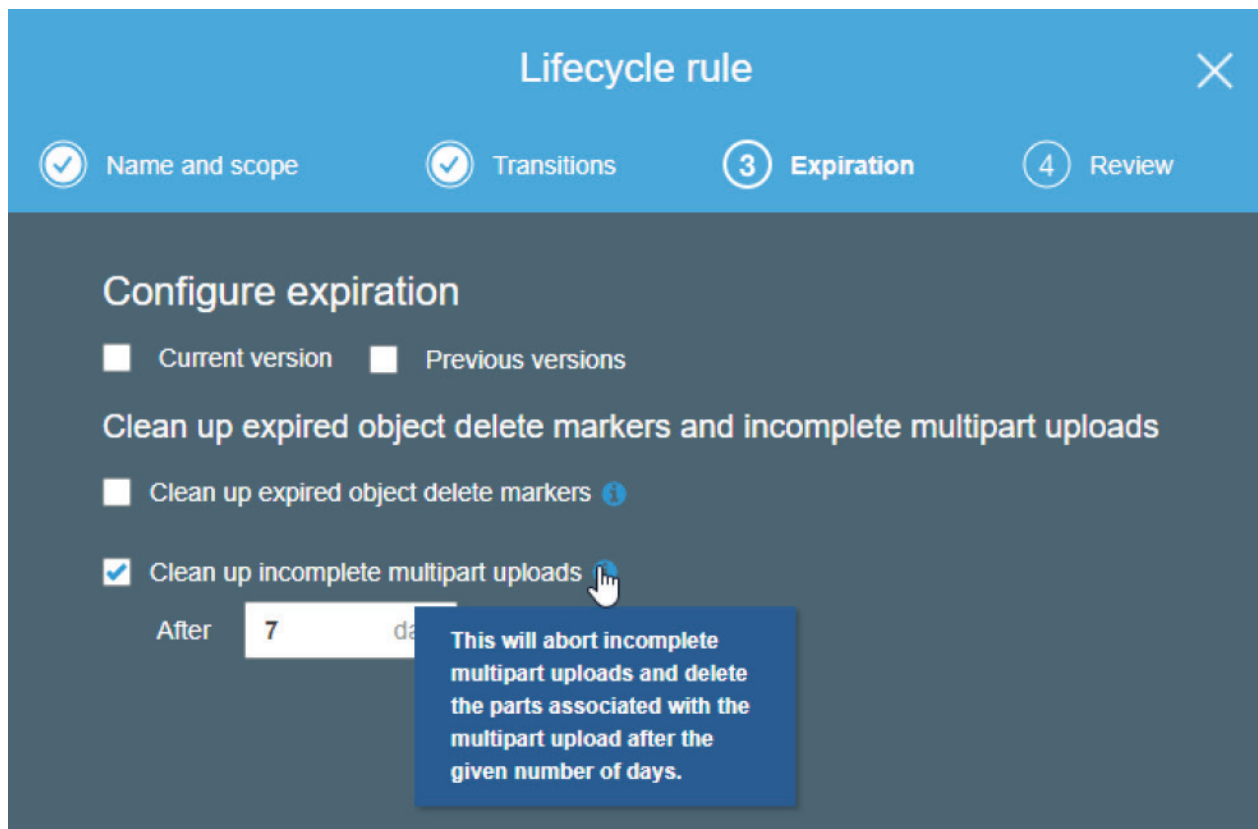 Lifecycle rule
Name and scope
Transitions
3 Expiration
4 Review
Configure expiration
Current version
Previous versions
Clean up expired object delete markers and incomplete multipart uploads
Clean up expired object delete markers
Clean up incomplete multipart uploads
After 7
This will abort incomplete
multipart uploads and delete
the parts associated with the
multipart upload after the
given number of days.